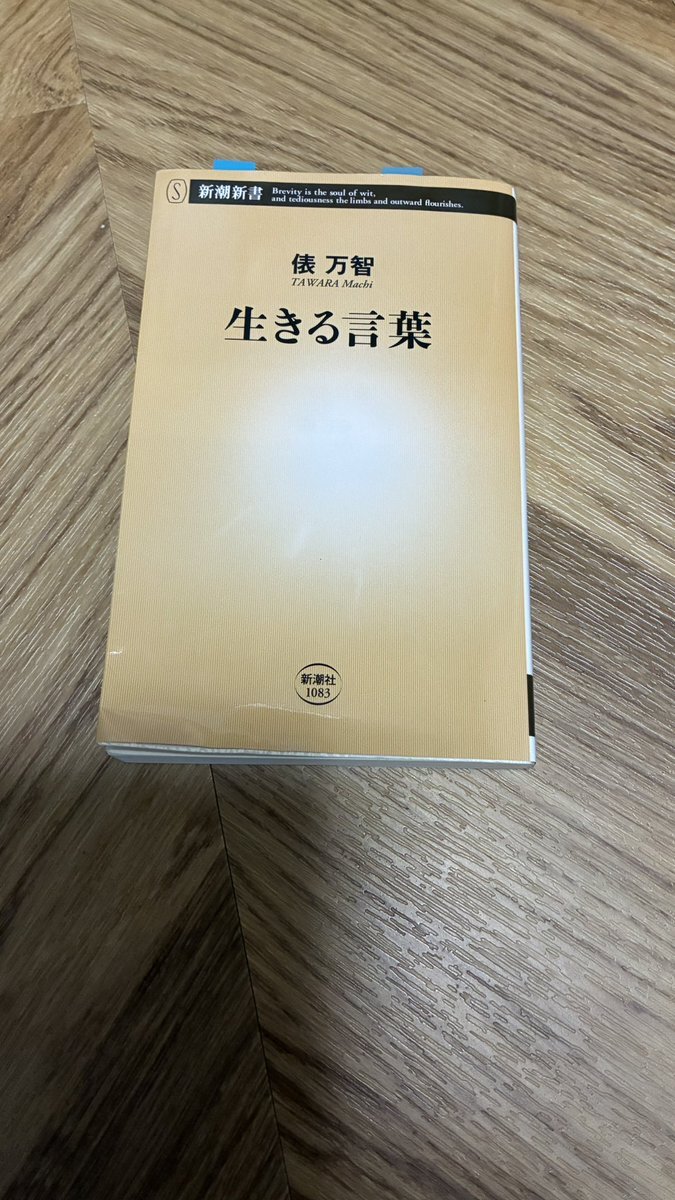 S 新潮新書
Brevity is the soul of wit,
and tediousness the limbs and outward flourishes.
俵 万智
TAWARA Machi
生きる言葉
新潮社
1083